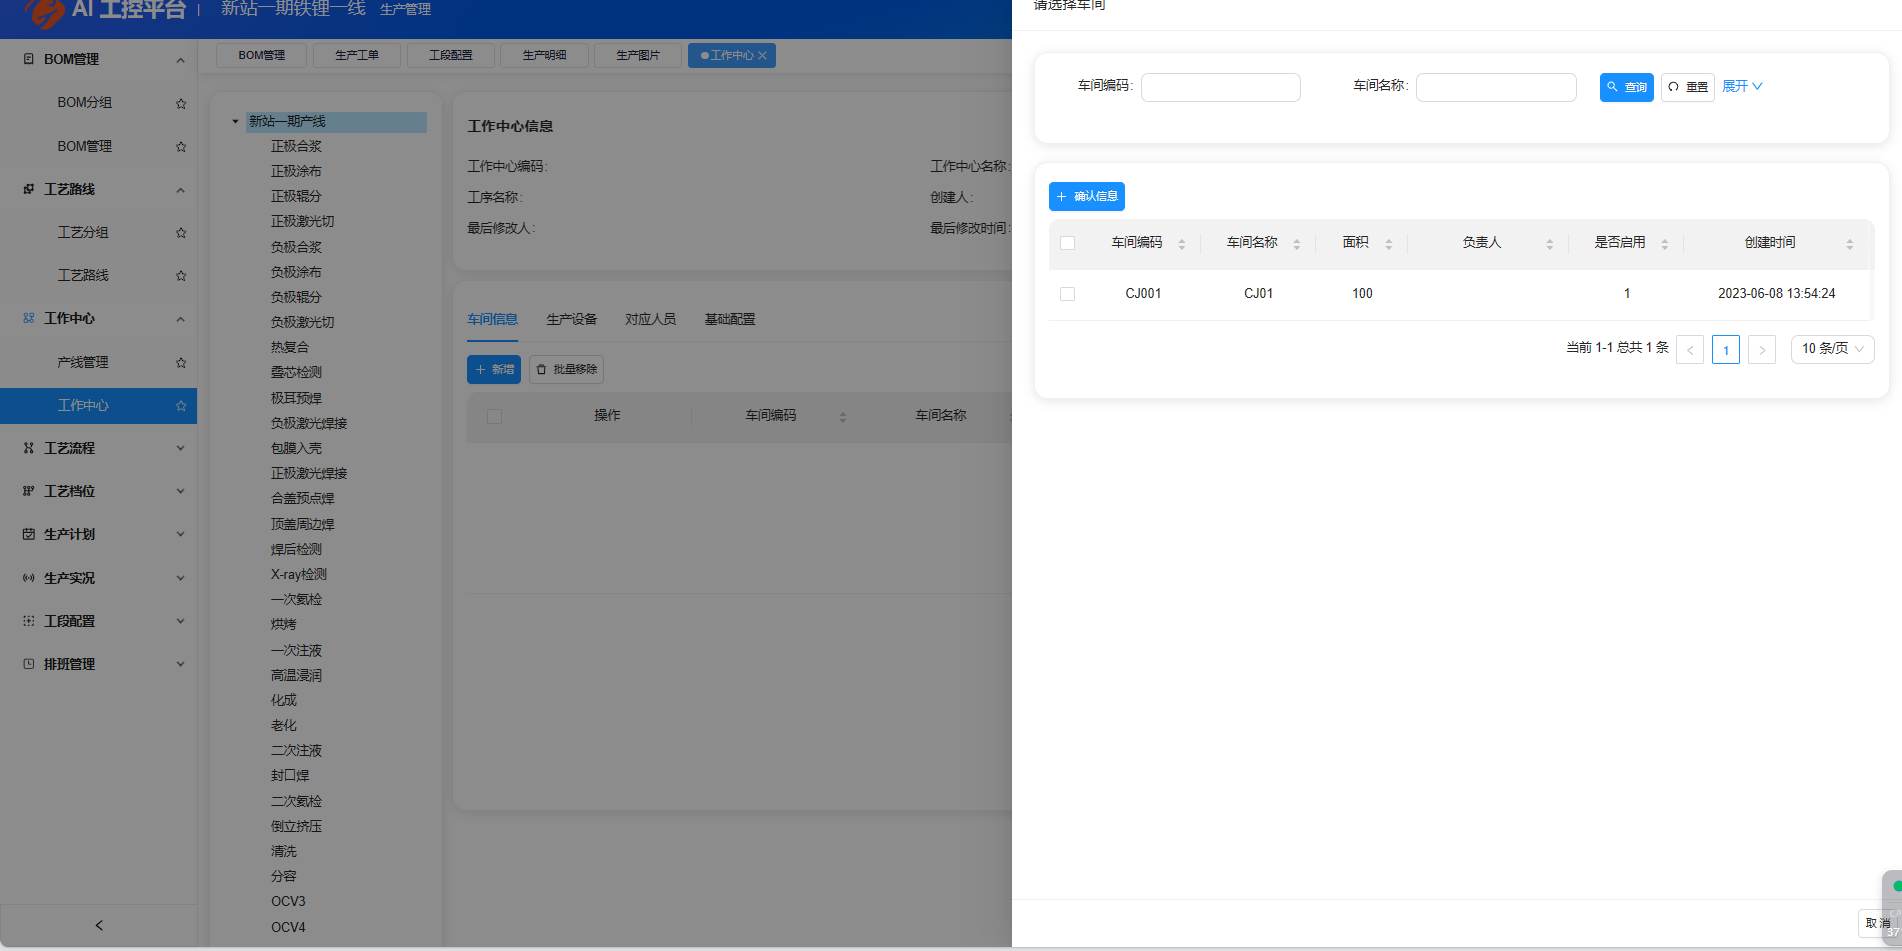 AI 工控平台 | 新站一期铁锂一线 生产管理
BOM管理
BOM分组
BOM管理
工艺路线
工艺分组
工艺路线
工作中心
产线管理
工作中心
工艺流程
工艺档位
生产计划
生产实况
工段配置
排班管理
BOM管理 生产工单 工段配置 生产明细 生产图片 工作中心
新站一期产线
正极合浆
正极涂布
正极辊分
正极激光切
负极合浆
负极涂布
负极辊分
负极激光切
热复合
叠芯检测
极耳预焊
负极激光焊接
包膜入壳
正极激光焊接
合盖预点焊
顶盖周边焊
焊后检测
X-ray检测
一次氦检
烘烤
一次注液
高温浸润
化成
老化
二次注液
封口焊
二次氦检
倒立挤压
清洗
分容
OCV3
OCV4
工作中心信息
工作中心编码: 工作中心名称:
工序名称: 创建人:
最后修改人: 最后修改时间:
车间信息 生产设备 对应人员 基础配置
新增 批量移除
操作 车间编码 车间名称
请选择车间
车间编码: 车间名称: 查询 重置 展开
确认信息
车间编码 车间名称 面积 负责人 是否启用 创建时间
CJ001 CJ01 100 1 2023-06-08 13:54:24
当前 1-1 总共 1 条 < 1 > 10 条/页
取 消
37